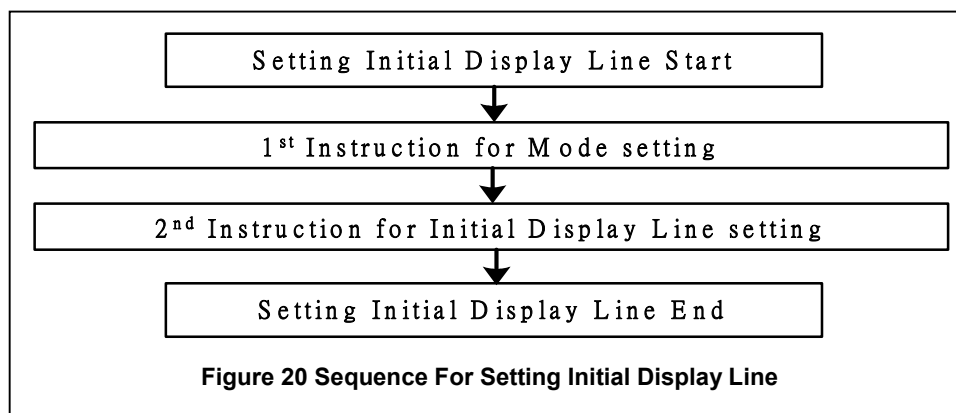 Setting Initial Display Line Start
1st Instruction for Mode setting
2nd Instruction for Initial Display Line setting
Setting Initial Display Line End
Figure 20 Sequence For Setting Initial Display Line